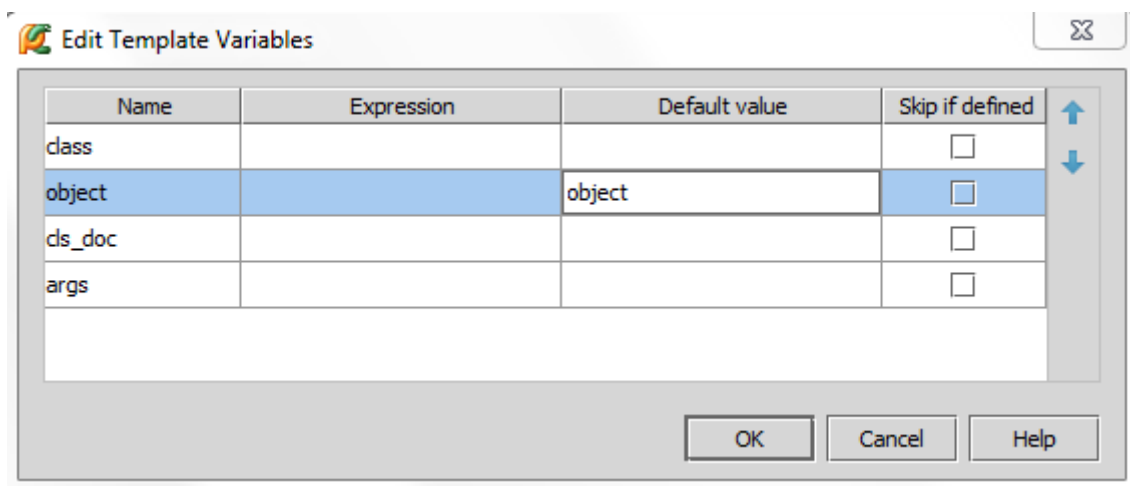 Edit Template Variables
Name Expression Default value Skip if defined
class
object object
cls_doc
args
OK Cancel Help